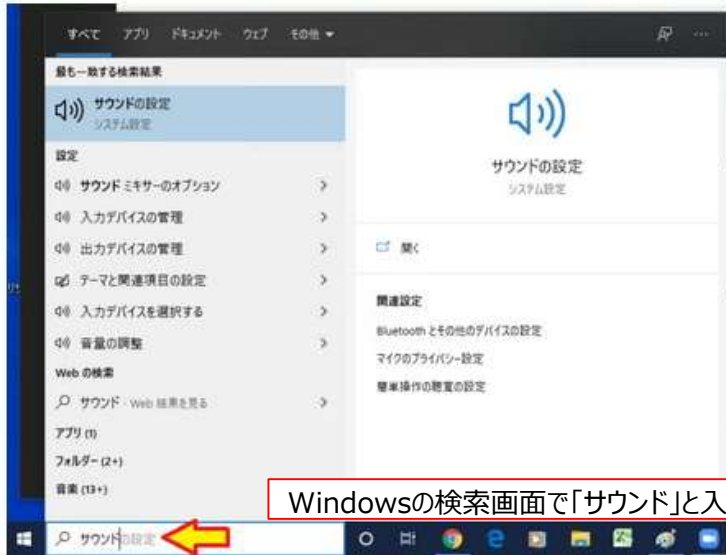 すべて アプリ ドキュメント ウェブ その他
最も一致する検索結果
サウンドの設定
システム設定
設定
サウンド ミキサーのオプション
入力デバイスの管理
出力デバイスの管理
テーマと関連項目の設定
入力デバイスを選択する
音量の調整
Web の検索
サウンド - Web 結果を見る
アプリ (1)
フォルダー (2+)
音楽 (13+)
サウンドの設定
サウンドの設定
システム設定
開く
関連設定
Bluetooth とその他のデバイスの設定
マイクのプライバシー設定
簡単操作の聴覚の設定
Windowsの検索画面で「サウンド」と入